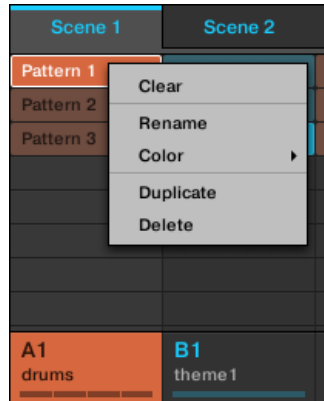 Scene 1
Scene 2
Pattern 1
Pattern 2
Pattern 3
Clear
Rename
Color
Duplicate
Delete
A1
drums
B1
theme1